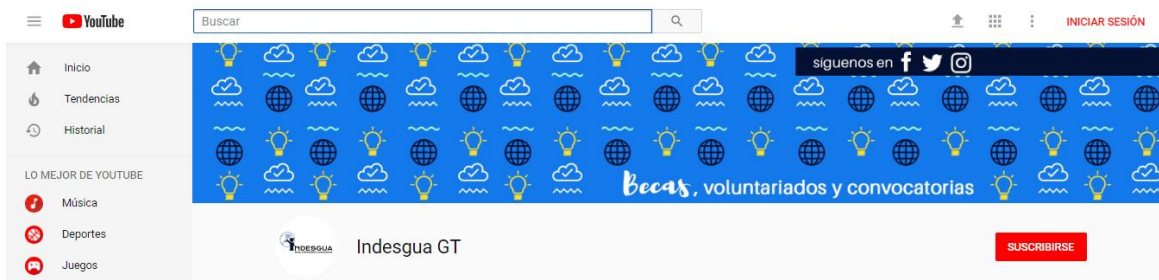 YouTube
Buscar
INICIAR SESIÓN
síguenos en
Inicio
Tendencias
Historial
LO MEJOR DE YOUTUBE
Música
Deportes
Juegos
Becas, voluntariados y convocatorias
INDESGUA
Indesgua GT
SUSCRIBIRSE